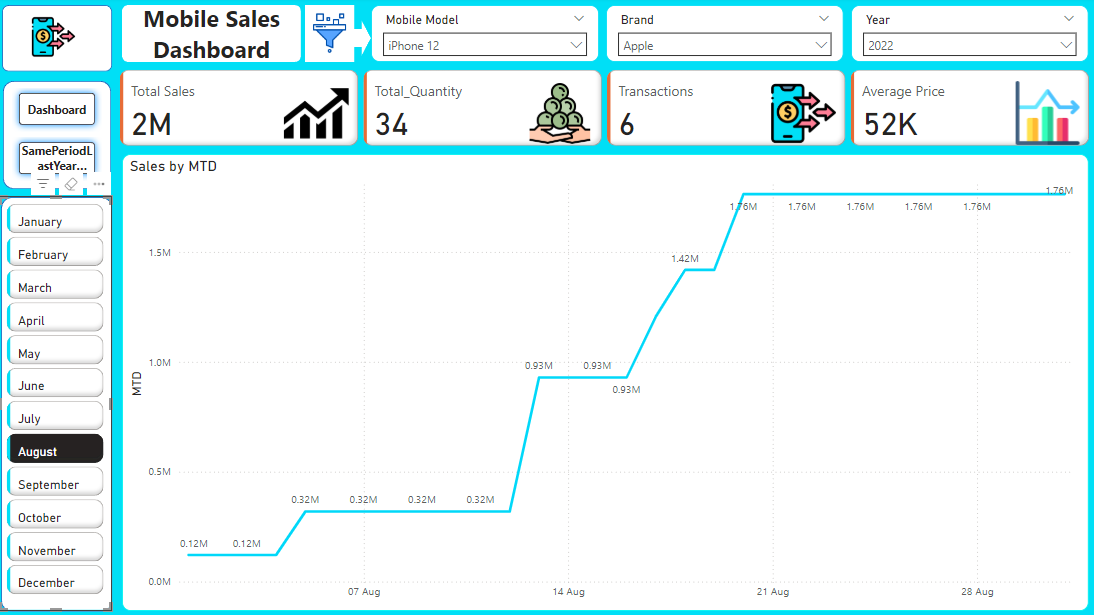 Mobile Sales
Dashboard
Mobile Model
iPhone 12
Brand
Apple
Year
2022
Dashboard
SamePeriodL
astYear...
Total Sales
2M
Total_Quantity
34
Transactions
6
Average Price
52K
January
February
March
April
May
June
July
August
September
October
November
December
Sales by MTD
MTD
1.5M
1.0M
0.5M
0.0M
0.12M
0.12M
0.32M
0.32M
0.32M
0.32M
0.93M
0.93M
0.93M
1.42M
1.76M
1.76M
1.76M
1.76M
1.76M
1.76M
07 Aug
14 Aug
21 Aug
28 Aug